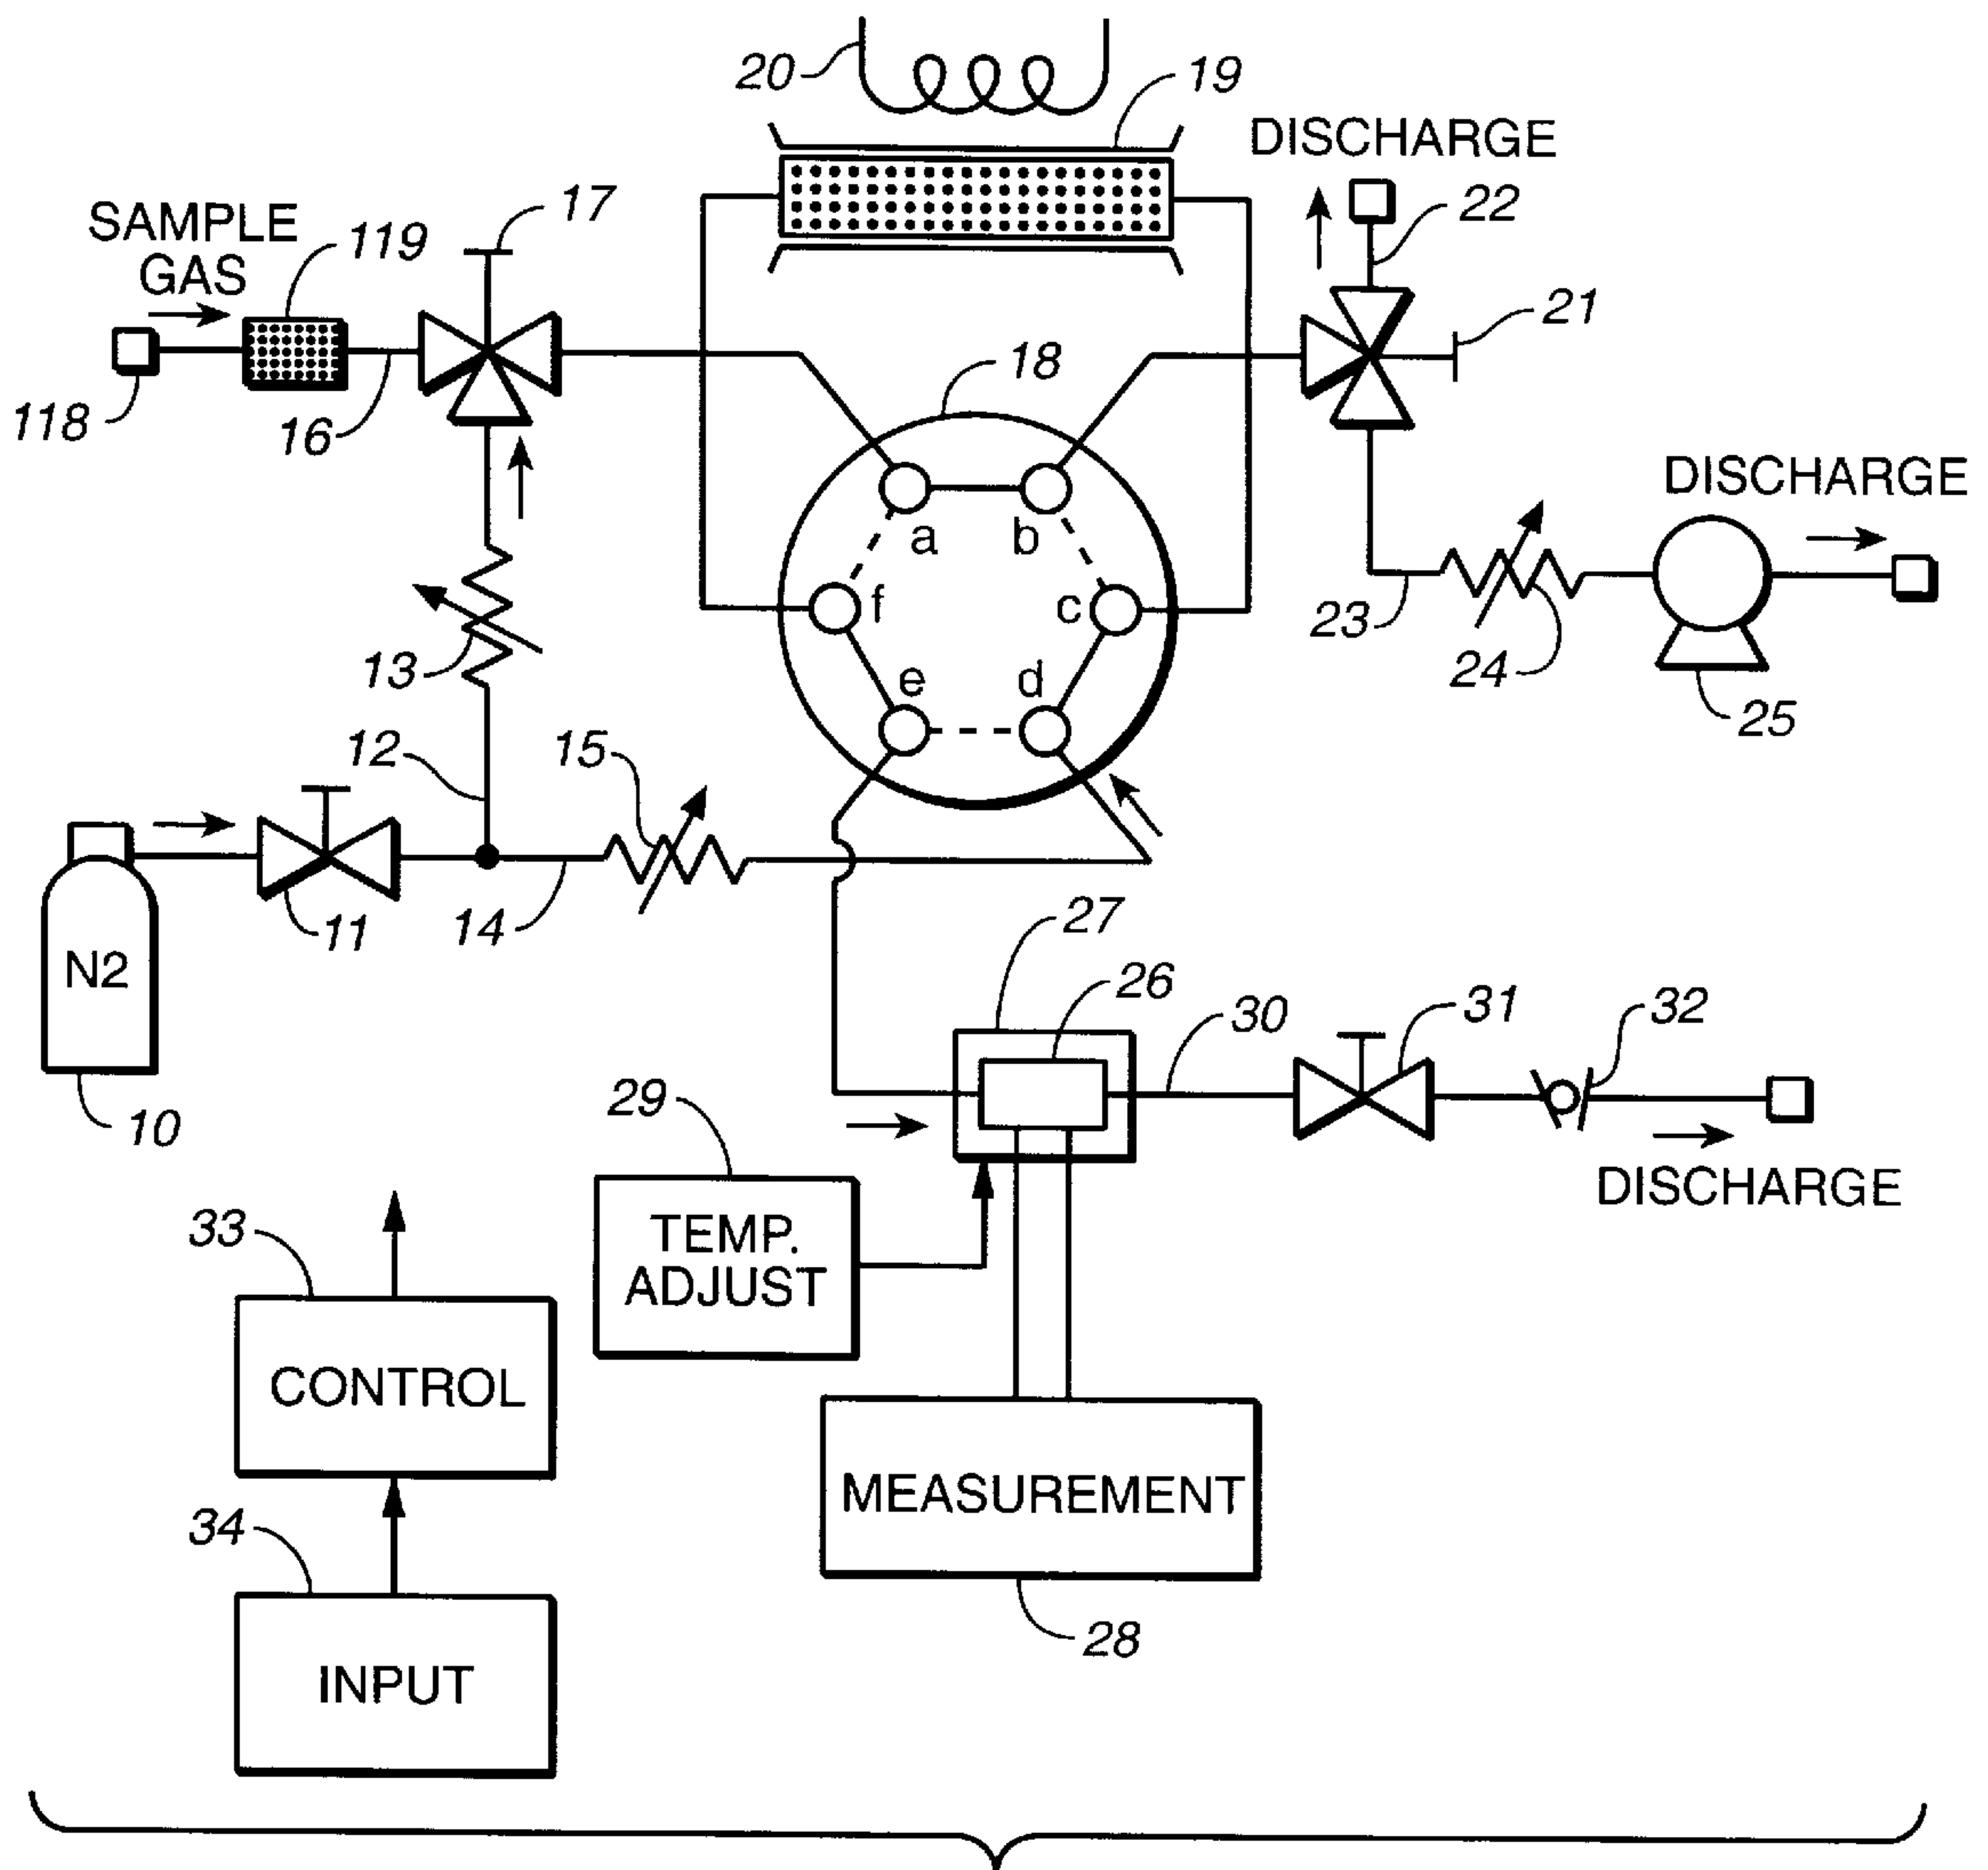 20
19
DISCHARGE
SAMPLE
GAS
119
17
22
21
118
16
18
DISCHARGE
a
b
f
c
13
23
24
e
d
25
12
15
11
14
N2
27
26
30
31
32
10
29
DISCHARGE
33
TEMP.
ADJUST
CONTROL
34
MEASUREMENT
28
INPUT